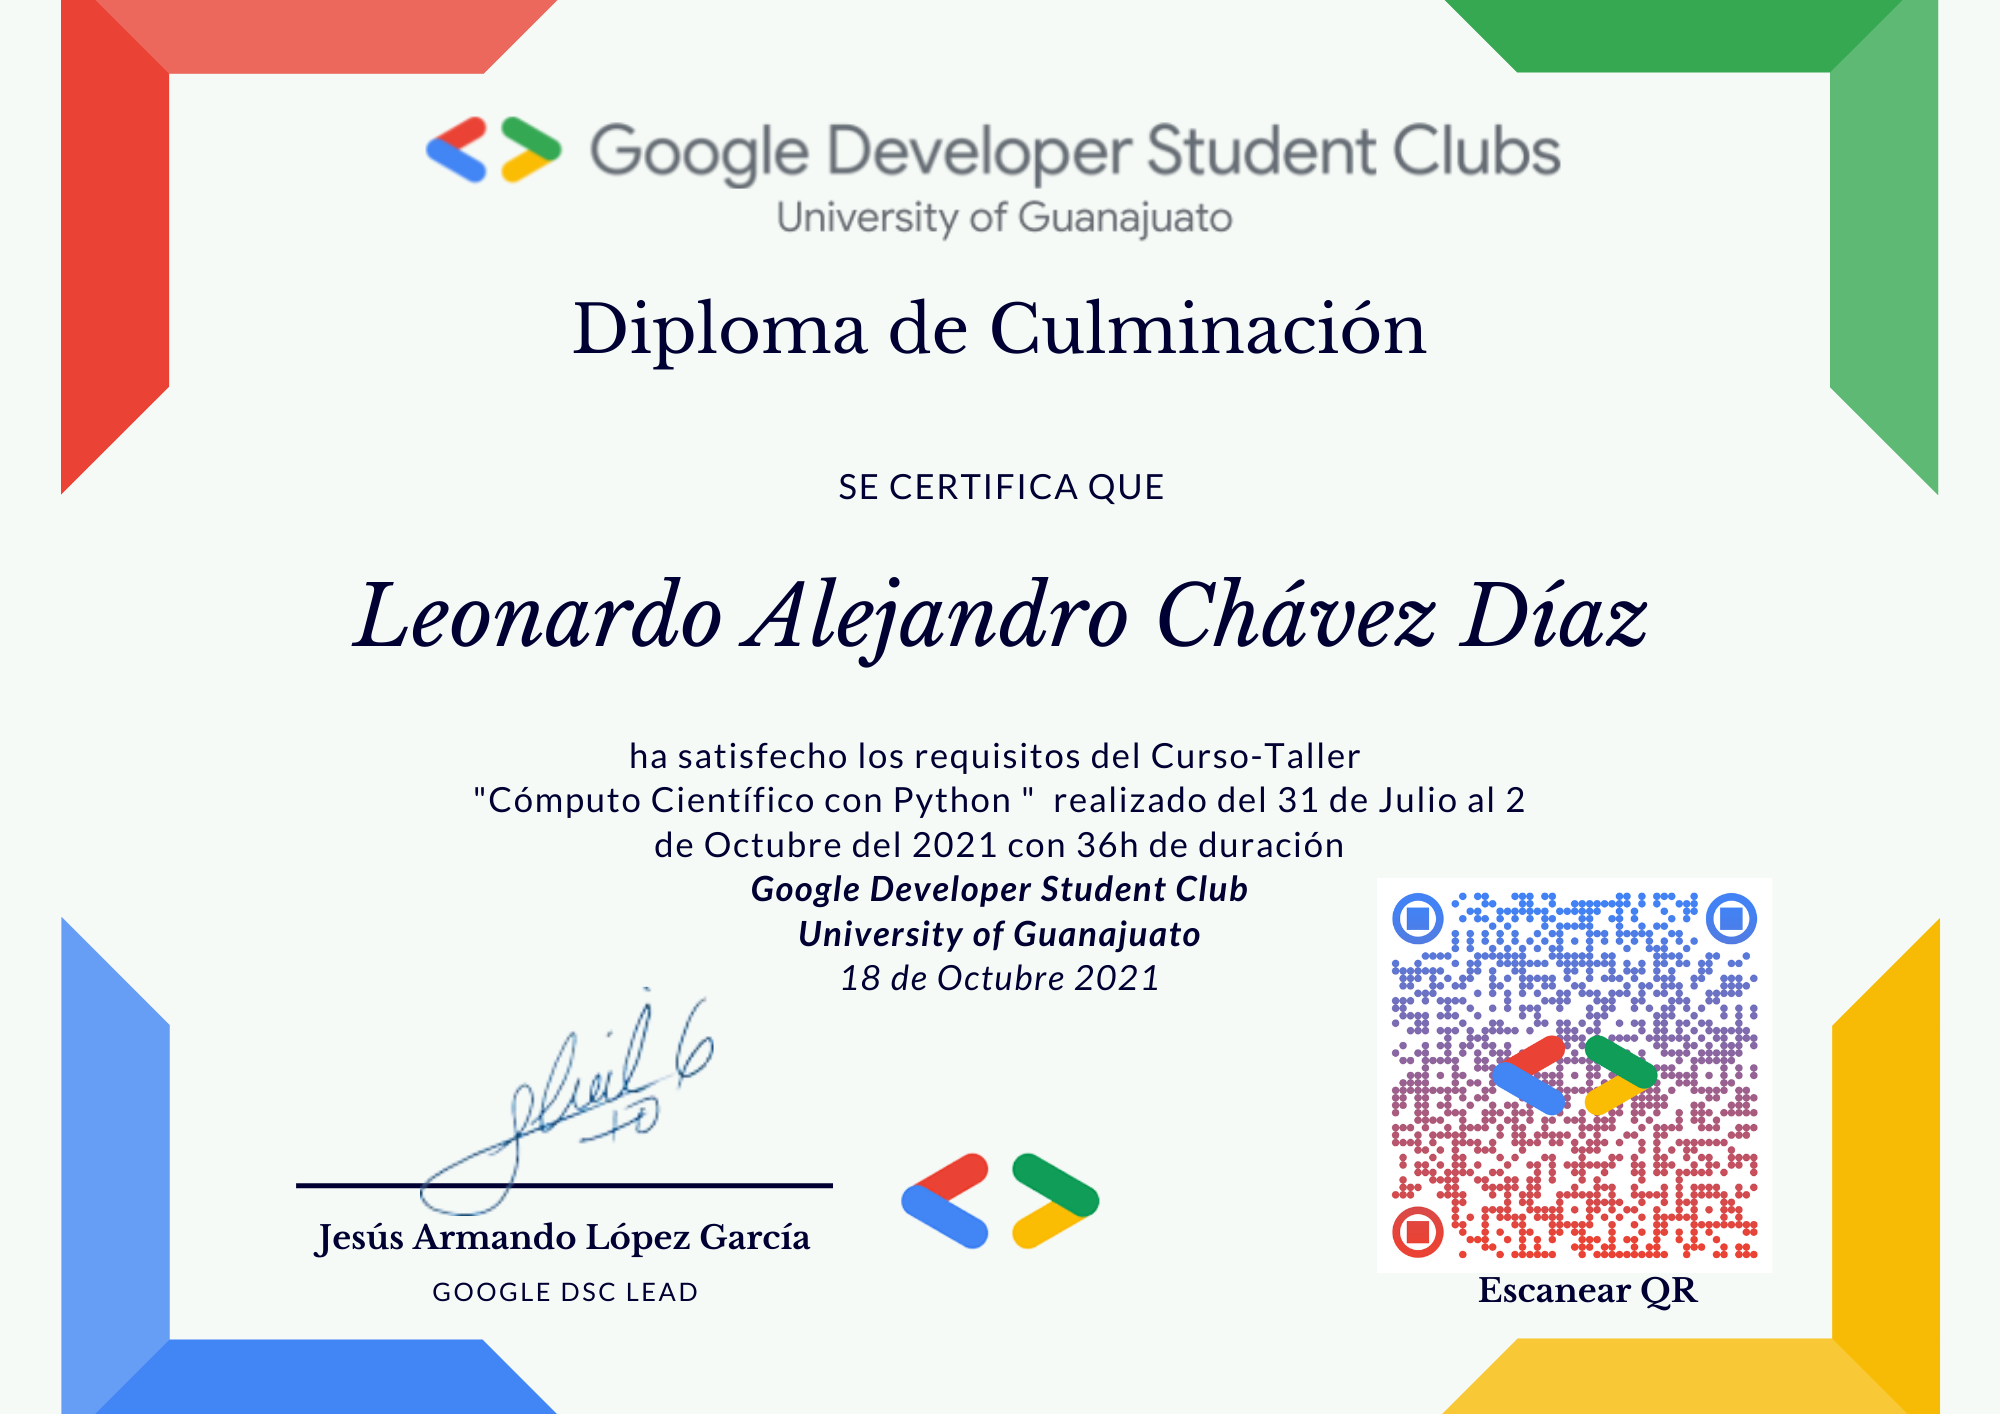 Google Developer Student Clubs
University of Guanajuato
Diploma de Culminación
SE CERTIFICA QUE
Leonardo Alejandro Chávez Díaz
ha satisfecho los requisitos del Curso-Taller
"Cómputo Científico con Python "  realizado del 31 de Julio al 2
de Octubre del 2021 con 36h de duración
Google Developer Student Club
University of Guanajuato
18 de Octubre 2021
Jesús Armando López García
GOOGLE DSC LEAD
Escanear QR